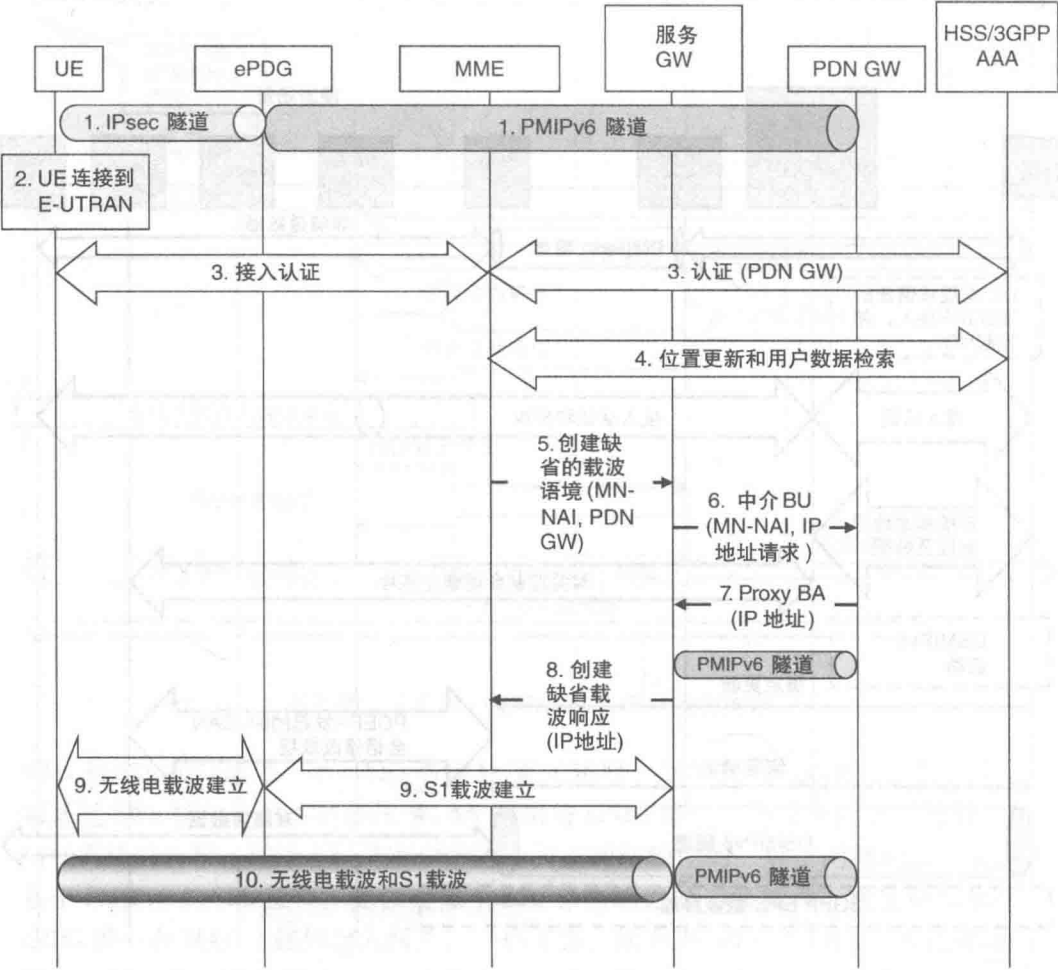 UE
ePDG
MME
服务
GW
PDN GW
HSS/3GPP
AAA
1. IPsec 隧道
1. PMIPv6 隧道
2. UE 连接到
E-UTRAN
3. 接入认证
3. 认证 (PDN GW)
4. 位置更新和用户数据检索
5. 创建缺
省的载波
语境 (MN-
NAI, PDN
GW)
6. 中介 BU
(MN-NAI, IP
地址请求)
7. Proxy BA
(IP 地址)
PMIPv6 隧道
8. 创建
缺省载
波响应
(IP地址)
9. 无线电载波建立
9. S1载波建立
10. 无线电载波和S1载波
PMIPv6 隧道